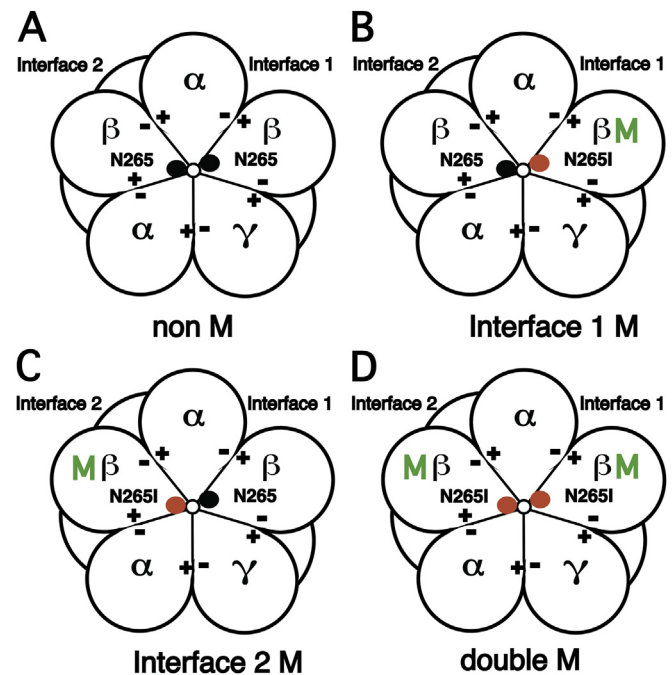 A
Interface 2
Interface 1
α
- +
- +
β
β
N265
N265
+
-
-
+
α
+ -
γ
non M
B
Interface 2
Interface 1
α
- +
- +
β
βM
N265
N265I
+
-
-
+
α
+ -
γ
Interface 1 M
C
Interface 2
Interface 1
α
- +
- +
Mβ
β
N265I
N265
+
-
-
+
α
+ -
γ
Interface 2 M
D
Interface 2
Interface 1
α
- +
- +
Mβ
βM
N265I
N265I
+
-
-
+
α
+ -
γ
double M